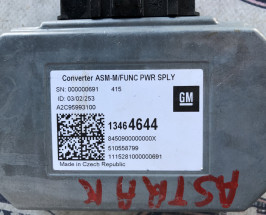 Converter ASM-M/FUNC PWR SPLY
SN: 000000691 415
ID: 03/02/253
A2C95993100
GM
13464644
8450900000000X
510558799
1115281000000691
Made in Czech Republic
ASTRA K